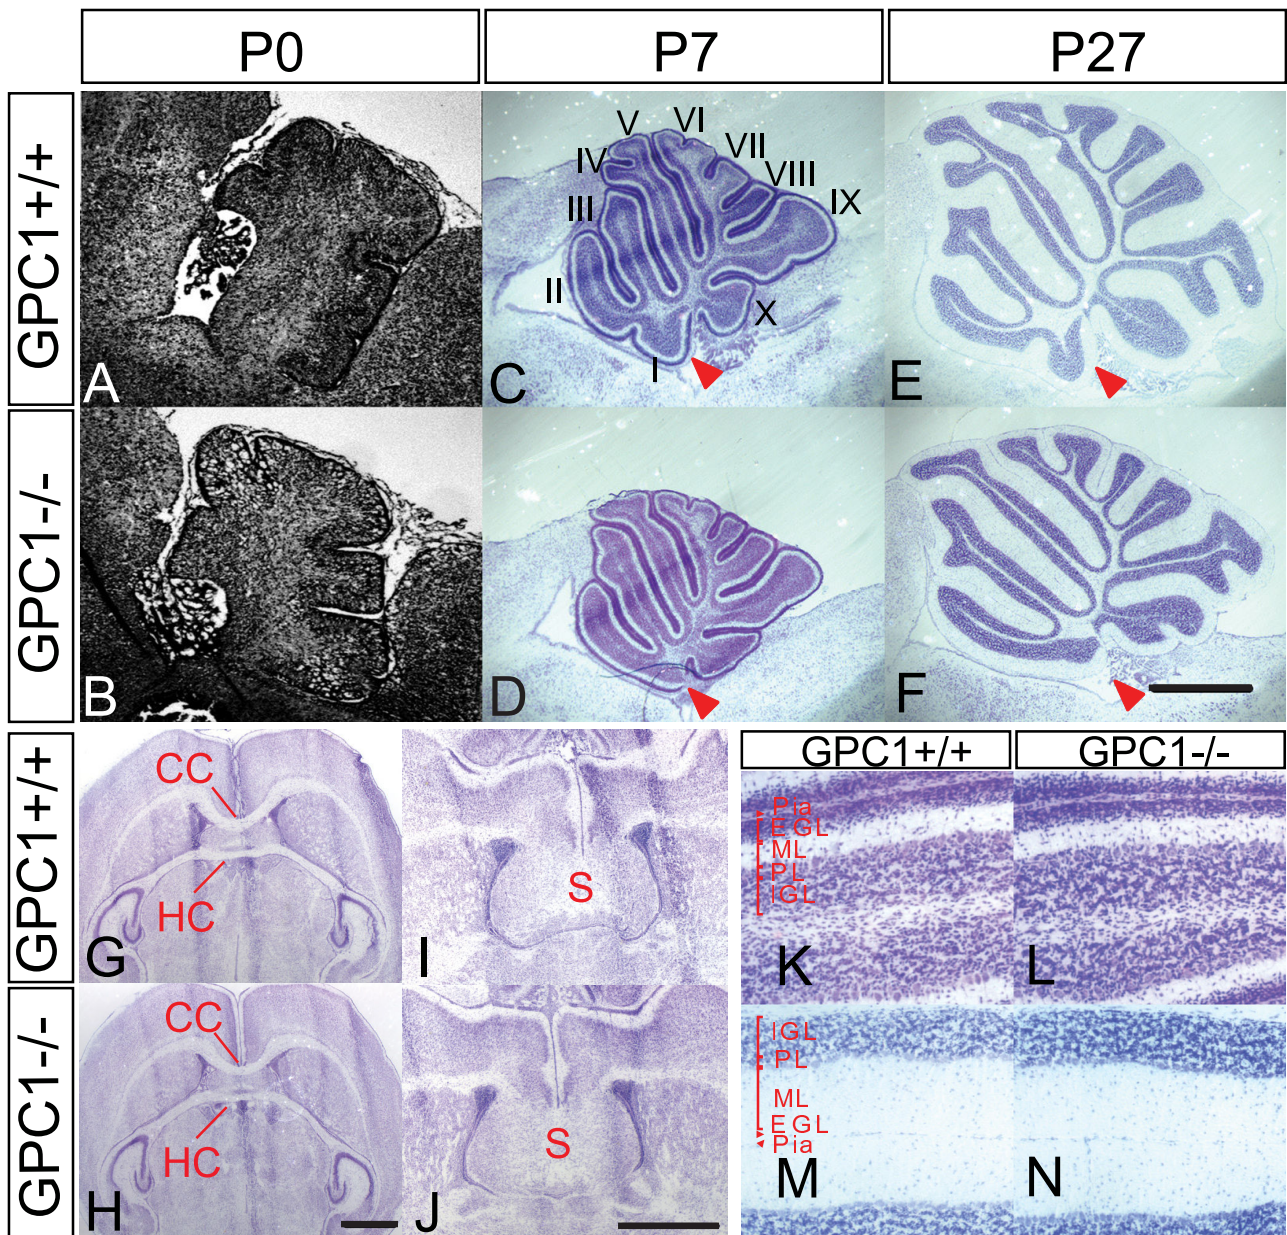 P0
P7
P27
GPC1+/+
GPC1-/-
A
V
VI
IV
VII
VIII
III
IX
II
X
I
C
E
B
D
F
GPC1+/+
GPC1-/-
CC
HC
G
S
I
CC
HC
H
S
J
GPC1+/+
GPC1-/-
Pia
EGL
ML
PL
IGL
K
L
IGL
PL
ML
EGL
Pia
M
N